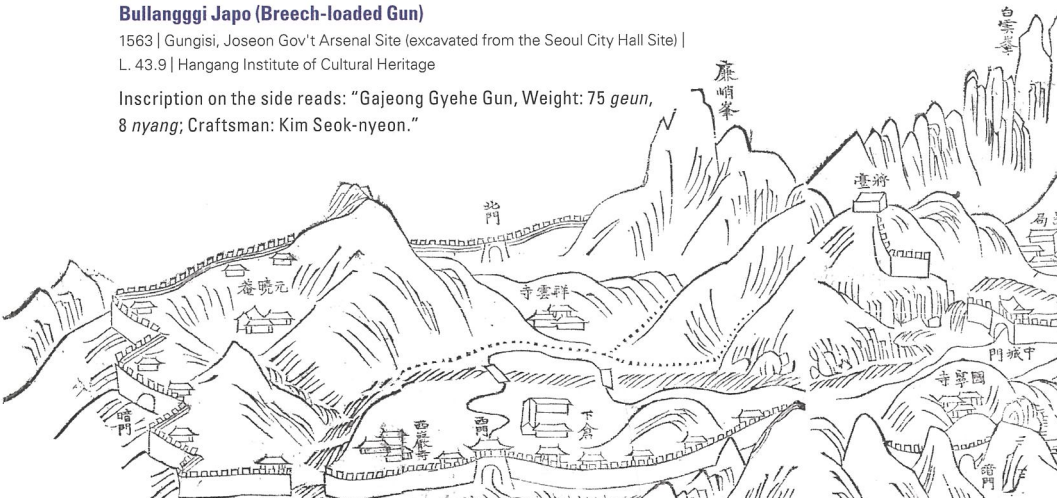 Bullangggi Japo (Breech-loaded Gun)
1563 | Gungisi, Joseon Gov't Arsenal Site (excavated from the Seoul City Hall Site) |
L. 43.9 | Hangang Institute of Cultural Heritage
Inscription on the side reads: “Gajeong Gyehe Gun, Weight: 75 geun,
8 nyang; Craftsman: Kim Seok-nyeon.”
白雲峯
廉峭峯
將臺
北門
元曉菴
祥雲寺
中城門
國寧寺
暗門
下倉
西門
暗門